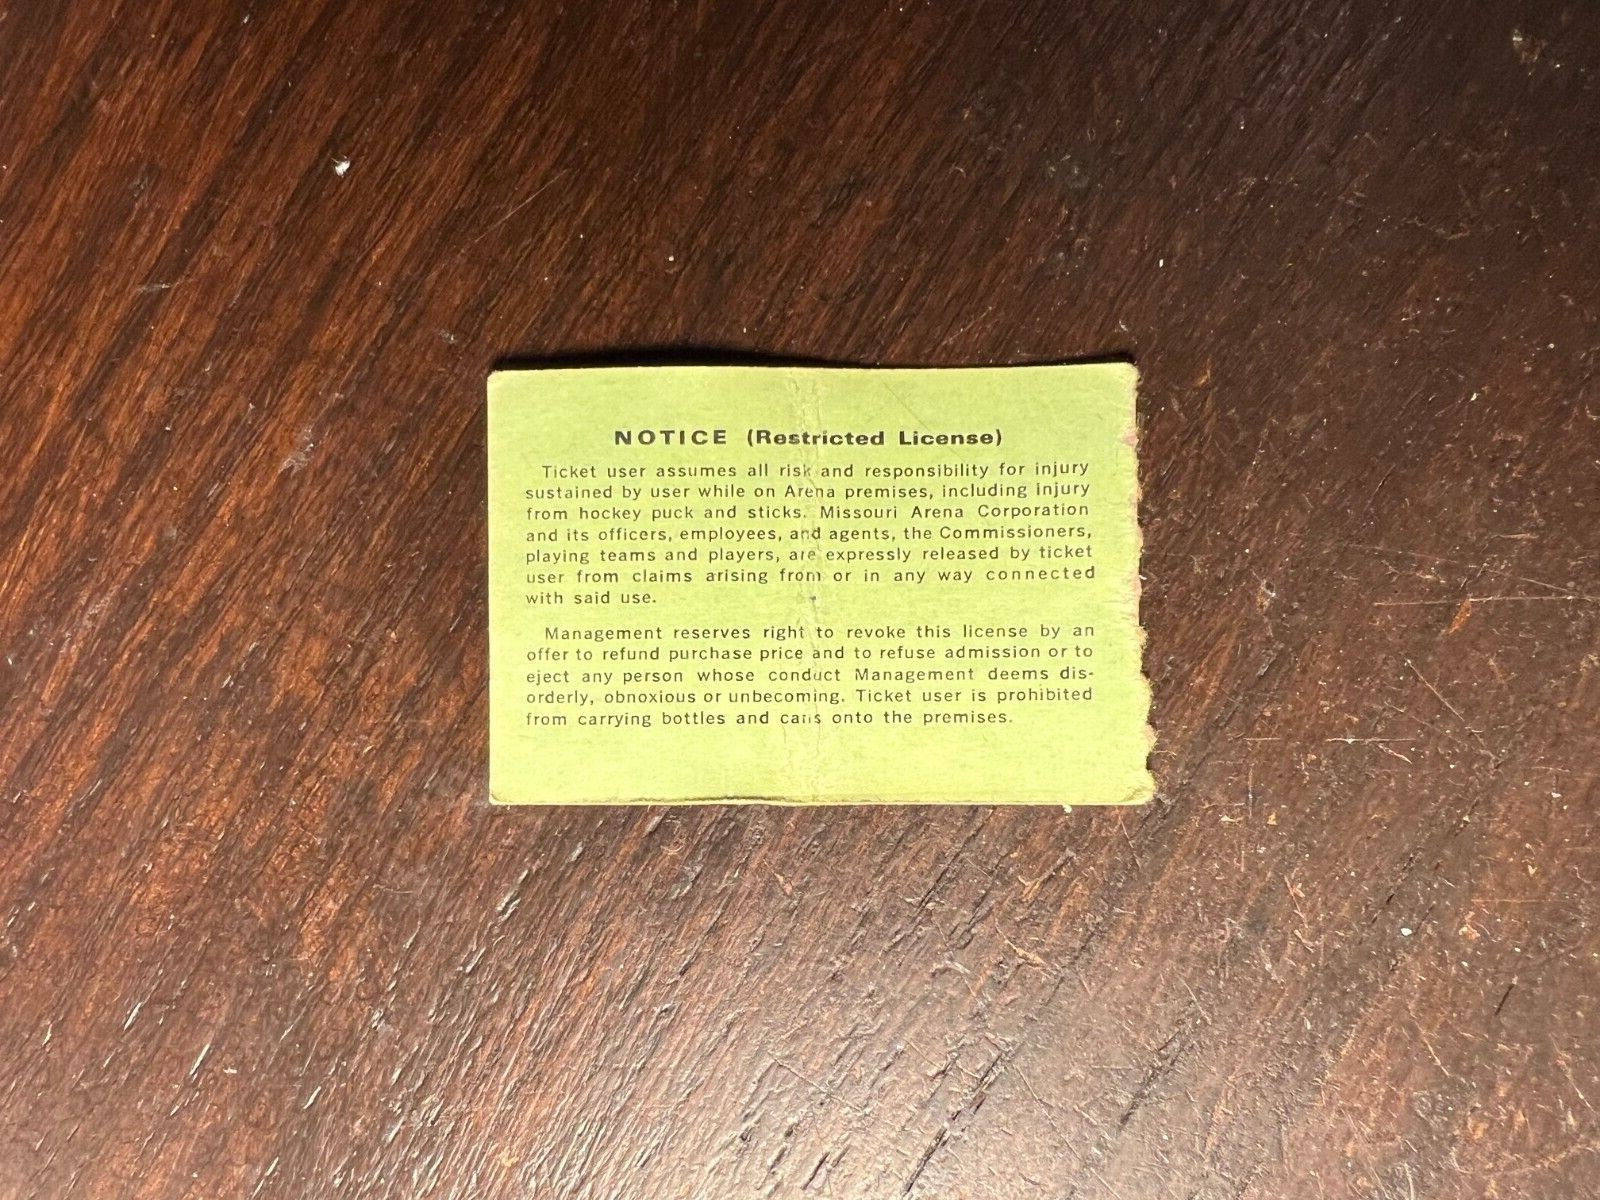 NOTICE (Restricted License)
Ticket user assumes all risk and responsibility for injury
sustained by user while on Arena premises, including injury
from hockey puck and sticks. Missouri Arena Corporation
and its officers, employees, and agents, the Commissioners,
playing teams and players, are expressly released by ticket
user from claims arising from or in any way connected
with said use.
Management reserves right to revoke this license by an
offer to refund purchase price and to refuse admission or to
eject any person whose conduct Management deems dis-
orderly, obnoxious or unbecoming. Ticket user is prohibited
from carrying bottles and cans onto the premises.